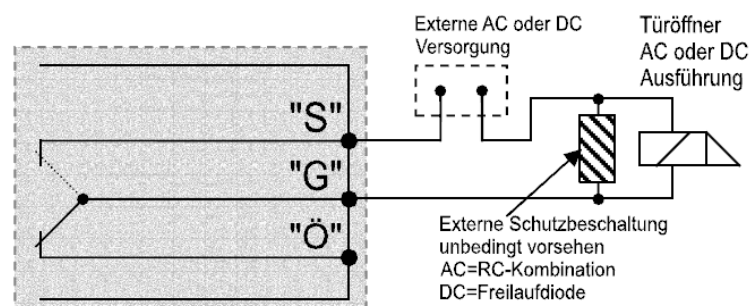 Externe AC oder DC
Versorgung
Türöffner
AC oder DC
Ausführung
"S"
"G"
"Ö"
Externe Schutzbeschaltung
unbedingt vorsehen
AC=RC-Kombination
DC=Freilaufdiode